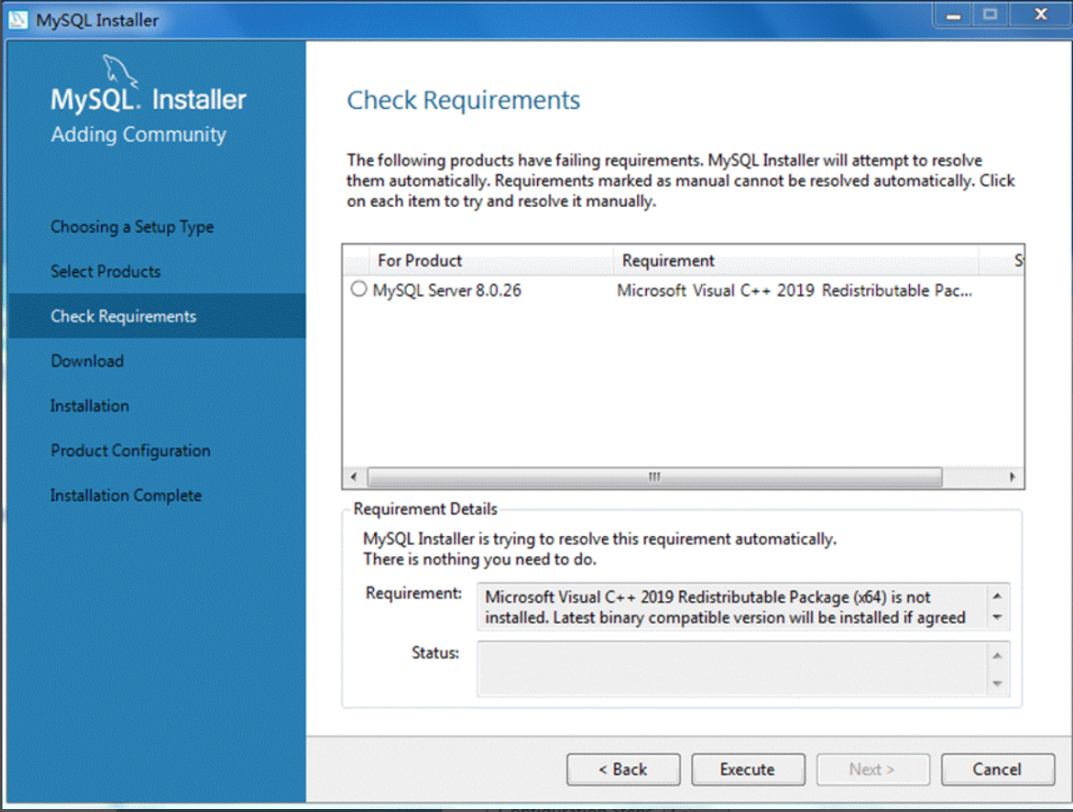 MySQL Installer
MySQL. Installer
Adding Community
Choosing a Setup Type
Select Products
Check Requirements
Download
Installation
Product Configuration
Installation Complete
Check Requirements
The following products have failing requirements. MySQL Installer will attempt to resolve
them automatically. Requirements marked as manual cannot be resolved automatically. Click
on each item to try and resolve it manually.
For Product Requirement
MySQL Server 8.0.26 Microsoft Visual C++ 2019 Redistributable Pac...
Requirement Details
MySQL Installer is trying to resolve this requirement automatically.
There is nothing you need to do.
Requirement: Microsoft Visual C++ 2019 Redistributable Package (x64) is not
installed. Latest binary compatible version will be installed if agreed
Status:
< Back Execute Next > Cancel